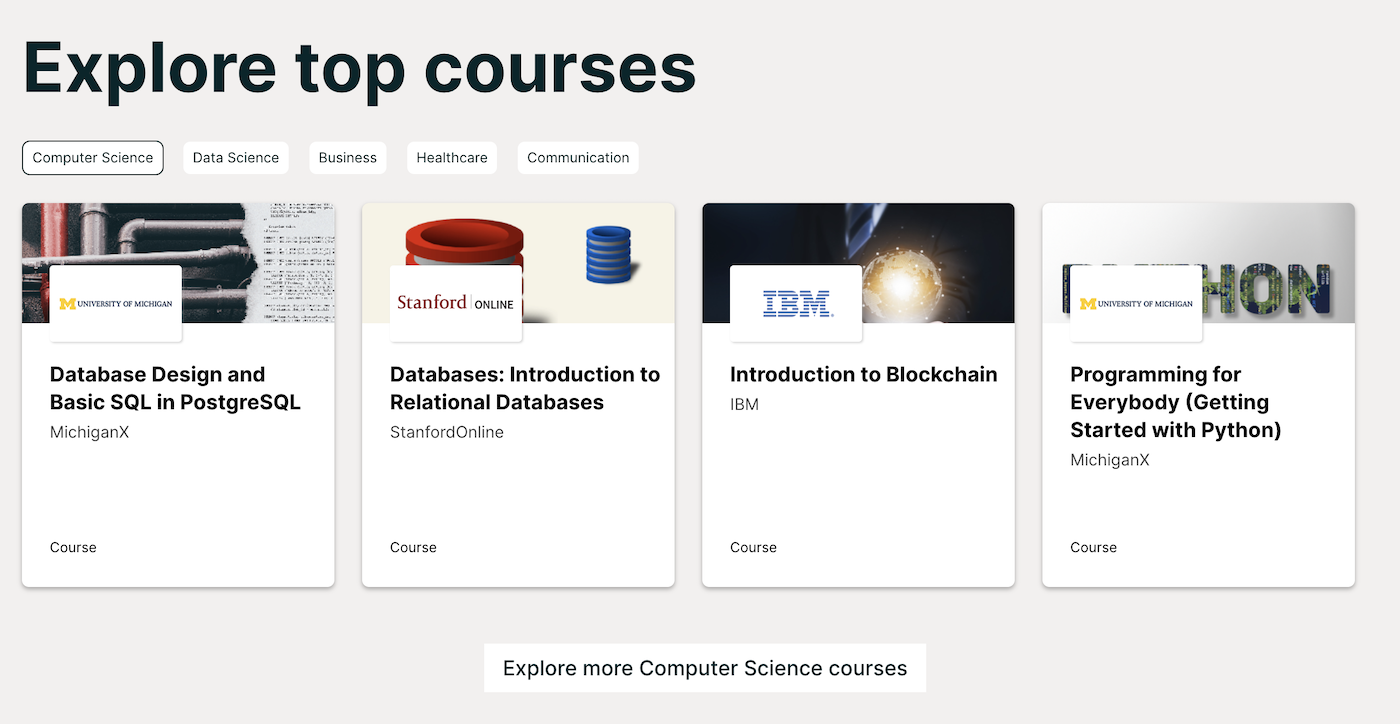 Explore top courses
Computer Science
Data Science
Business
Healthcare
Communication
M UNIVERSITY OF MICHIGAN
Database Design and
Basic SQL in PostgreSQL
MichiganX
Course
Stanford | ONLINE
Databases: Introduction to
Relational Databases
StanfordOnline
Course
IBM®
Introduction to Blockchain
IBM
Course
HON
M UNIVERSITY OF MICHIGAN
Programming for
Everybody (Getting
Started with Python)
MichiganX
Course
Explore more Computer Science courses